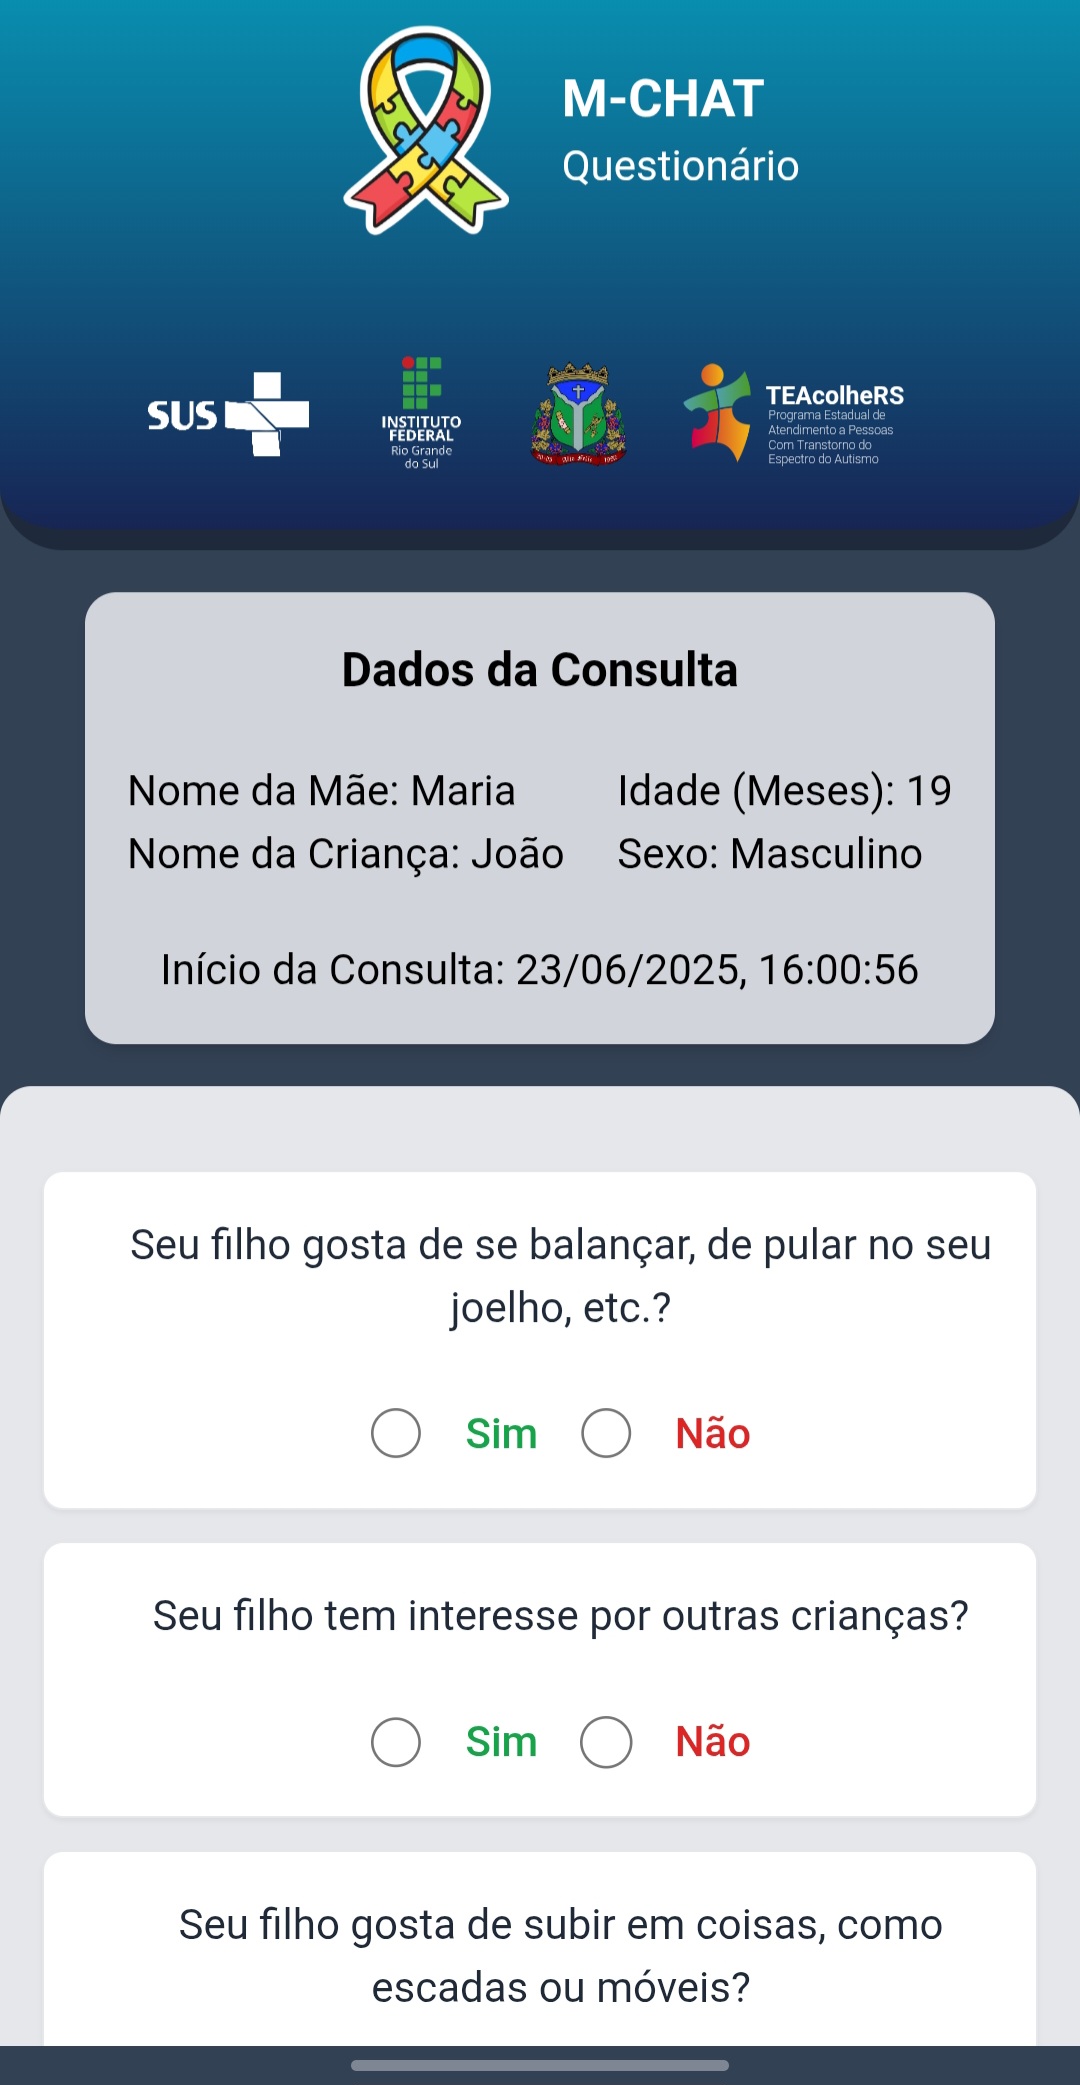 M-CHAT
Questionário
SUS
INSTITUTO
FEDERAL
Rio Grande
do Sul
TEAcolheRS
Programa Estadual de
Atendimento a Pessoas
Com Transtorno do
Espectro do Autismo
Dados da Consulta
Nome da Mãe: Maria
Idade (Meses): 19
Nome da Criança: João
Sexo: Masculino
Início da Consulta: 23/06/2025, 16:00:56
Seu filho gosta de se balançar, de pular no seu
joelho, etc.?
Sim Não
Seu filho tem interesse por outras crianças?
Sim Não
Seu filho gosta de subir em coisas, como
escadas ou móveis?